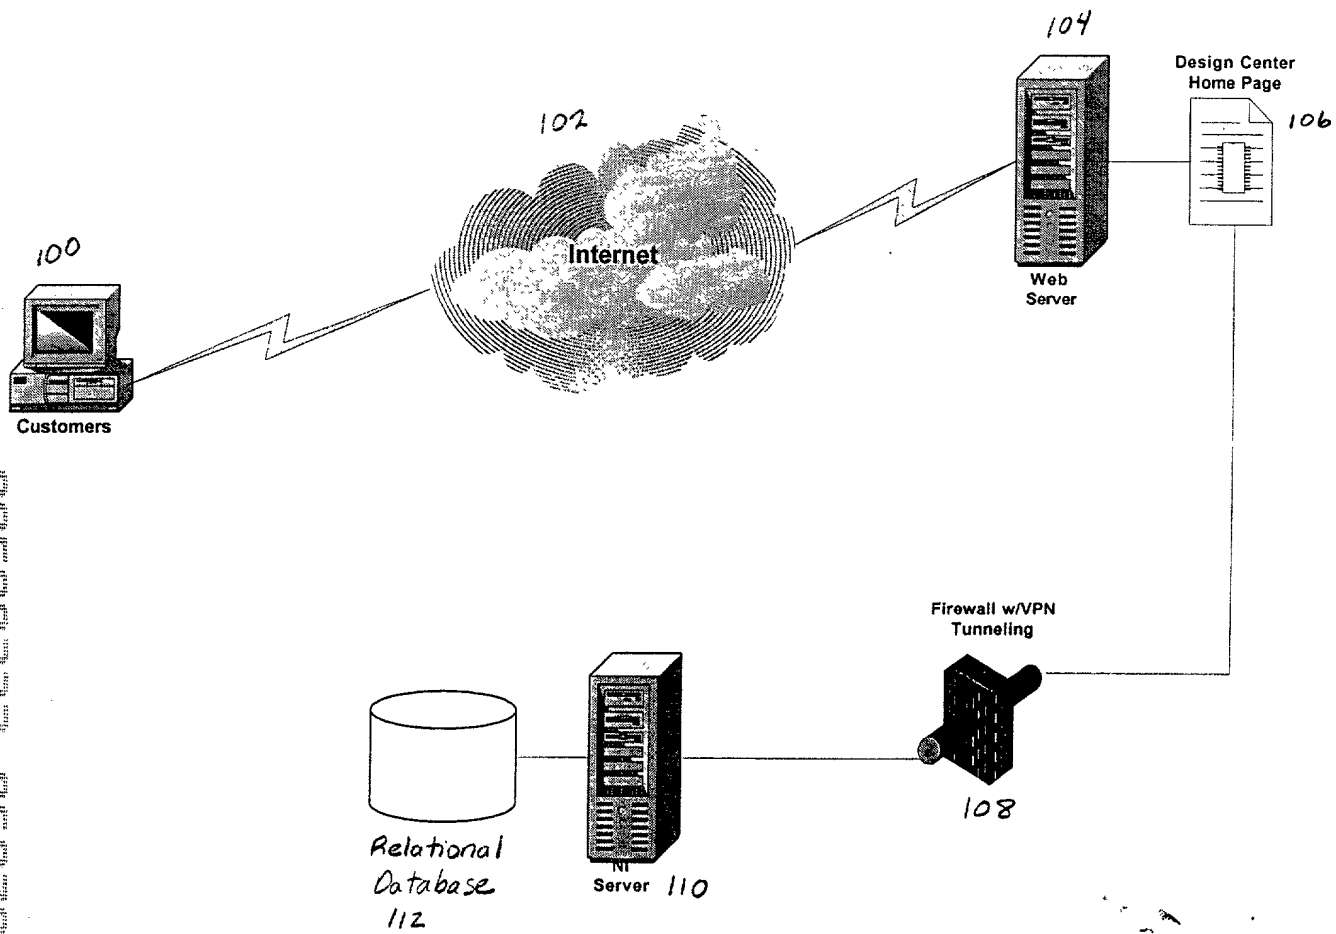 104
Design Center
Home Page
106
102
Internet
100
Web
Server
Customers
Firewall w/VPN
Tunneling
108
Relational
Database
112
NT
Server 110